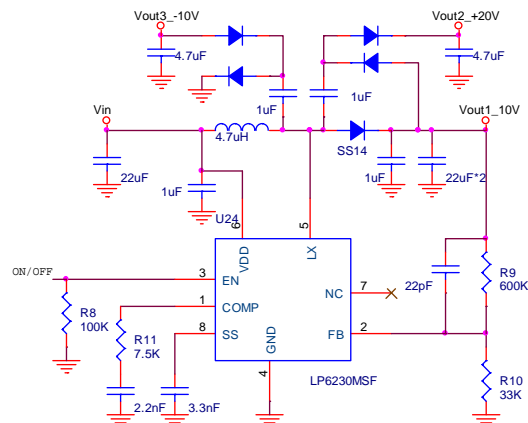 Vout3_-10V
Vout2_+20V
4.7uF
4.7uF
1uF
1uF
Vin
Vout1_10V
4.7uH
SS14
22uF
1uF
1uF
22uF*2
U24
6
5
VDD
LX
ON/OFF
3
EN
NC
7
22pF
R9
600K
1
COMP
R8
100K
R11
7.5K
8
SS
GND
FB
2
4
LP6230MSF
R10
33K
2.2nF
3.3nF